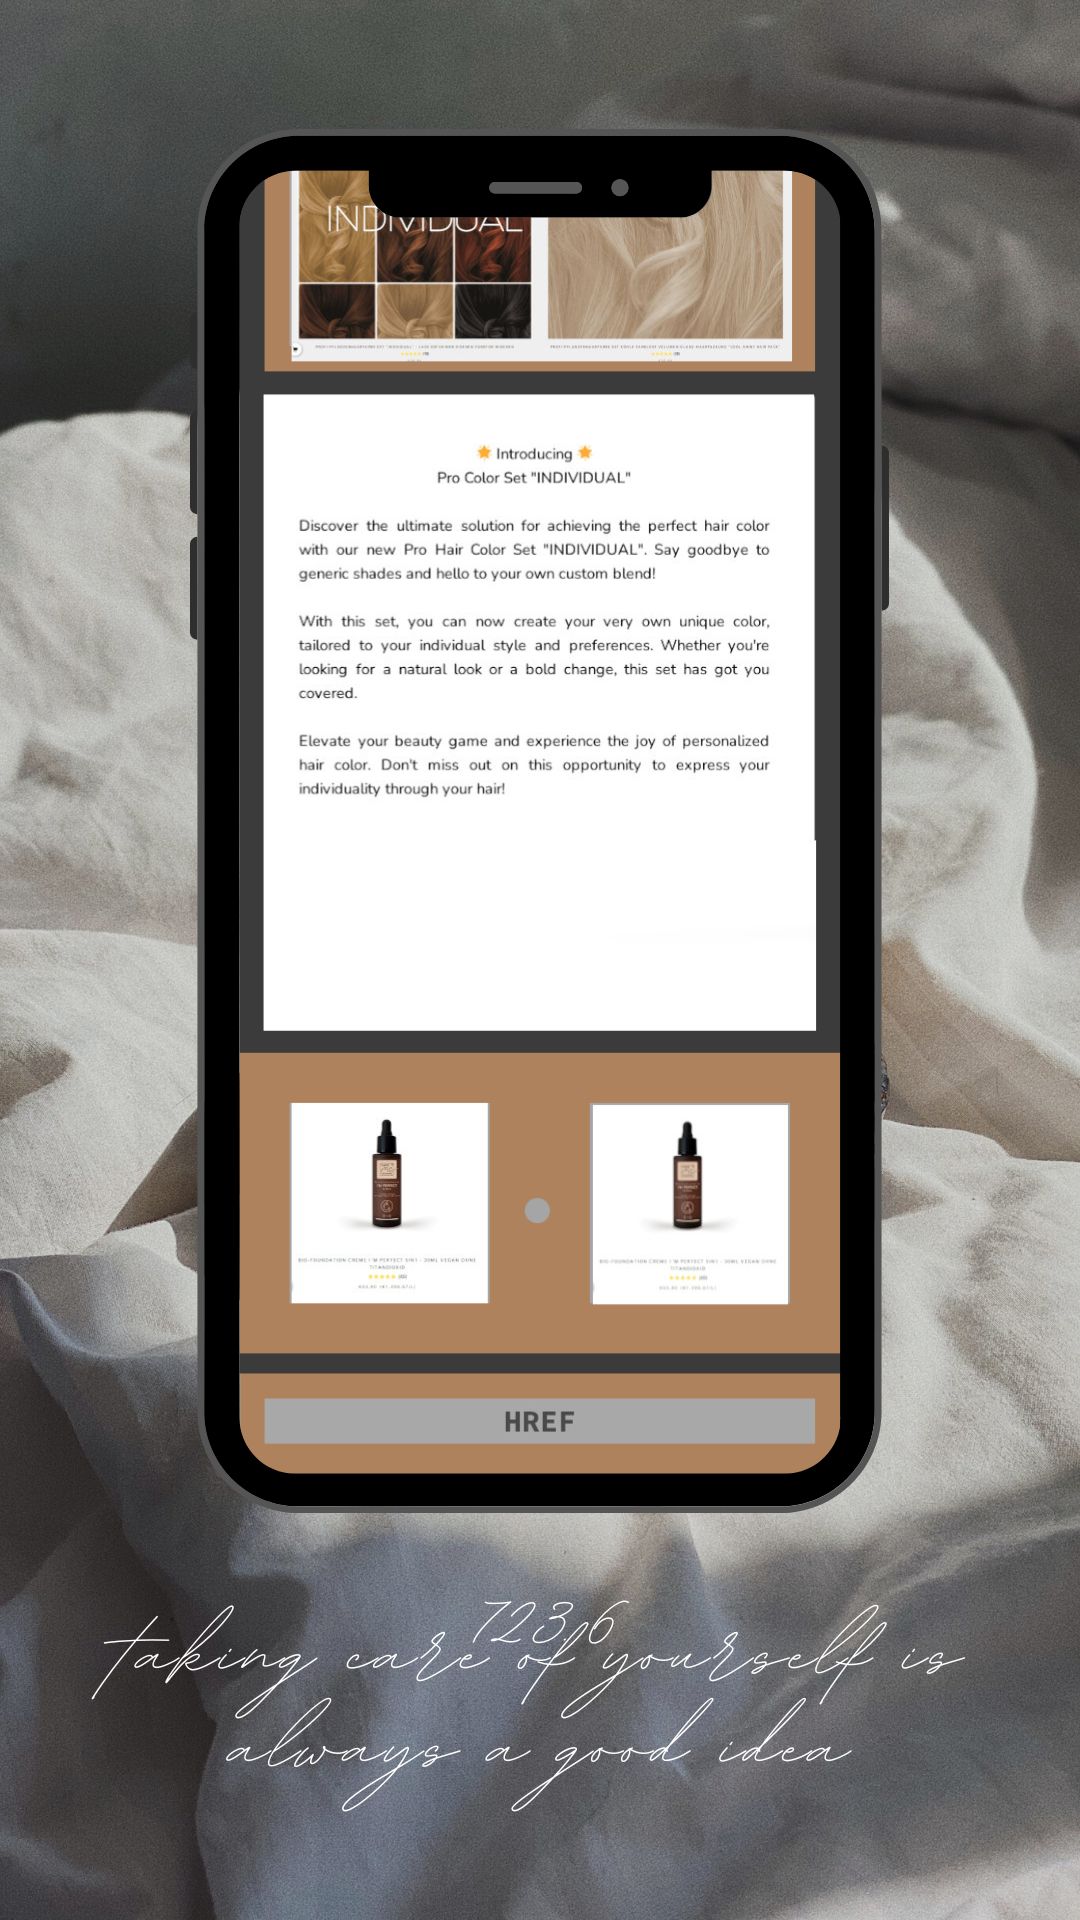 INDIVIDUAL
🌟 Introducing 🌟
Pro Color Set "INDIVIDUAL"
Discover the ultimate solution for achieving the perfect hair color
with our new Pro Hair Color Set "INDIVIDUAL". Say goodbye to
generic shades and hello to your own custom blend!
With this set, you can now create your very own unique color,
tailored to your individual style and preferences. Whether you're
looking for a natural look or a bold change, this set has got you
covered.
Elevate your beauty game and experience the joy of personalized
hair color. Don't miss out on this opportunity to express your
individuality through your hair!
BIO-FOUNDATION CREME I'M PERFECT 5IN1 - 30ML VEGAN OHNE
TITANDIOXID
BIO-FOUNDATION CREME I'M PERFECT 5IN1 - 30ML VEGAN OHNE
TITANDIOXID
HREF
723,6
taking care of yourself is
always a good idea